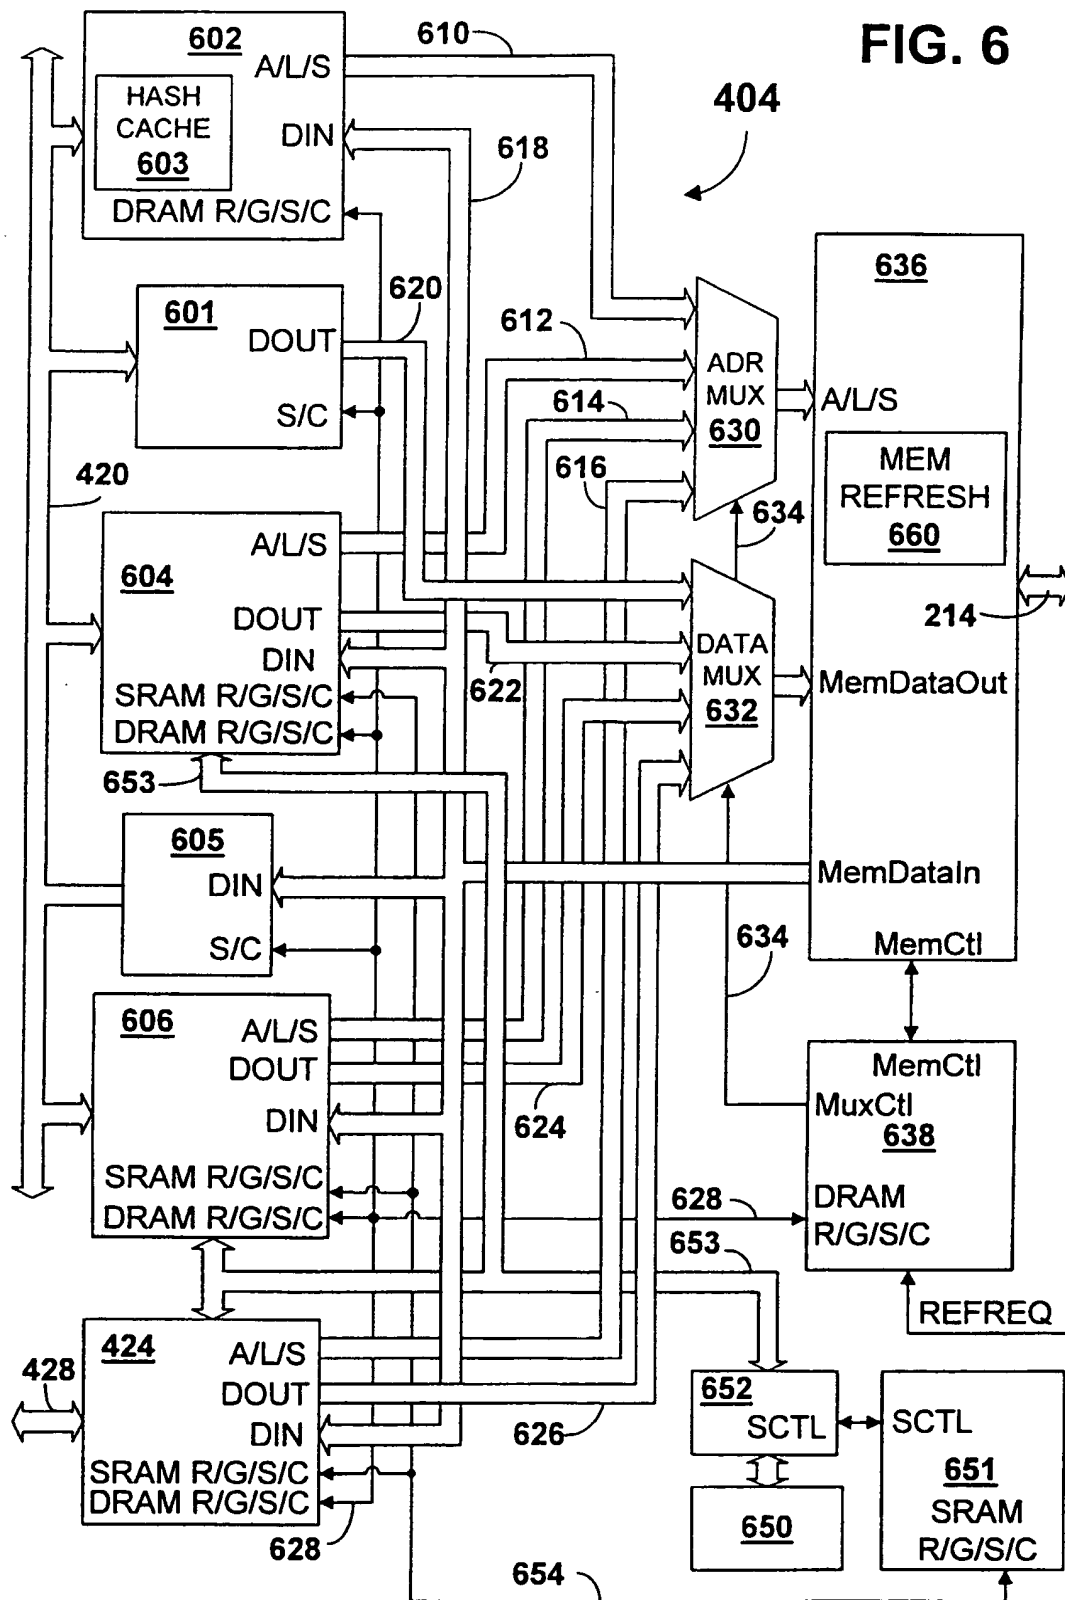 FIG. 6
404
602
A/L/S
610
HASH
CACHE
603
DIN
618
DRAM R/G/S/C
601
DOUT
620
S/C
612
614
616
ADR
MUX
630
634
636
A/L/S
MEM
REFRESH
660
214
420
604
A/L/S
DOUT
DIN
SRAM R/G/S/C
DRAM R/G/S/C
622
653
DATA
MUX
632
MemDataOut
605
DIN
S/C
MemDataIn
MemCtl
634
606
A/L/S
DOUT
DIN
624
SRAM R/G/S/C
DRAM R/G/S/C
MemCtl
MuxCtl
638
DRAM
R/G/S/C
628
653
REFREQ
424
428
A/L/S
DOUT
DIN
626
SRAM R/G/S/C
DRAM R/G/S/C
628
652
SCTL
650
SCTL
651
SRAM
R/G/S/C
654